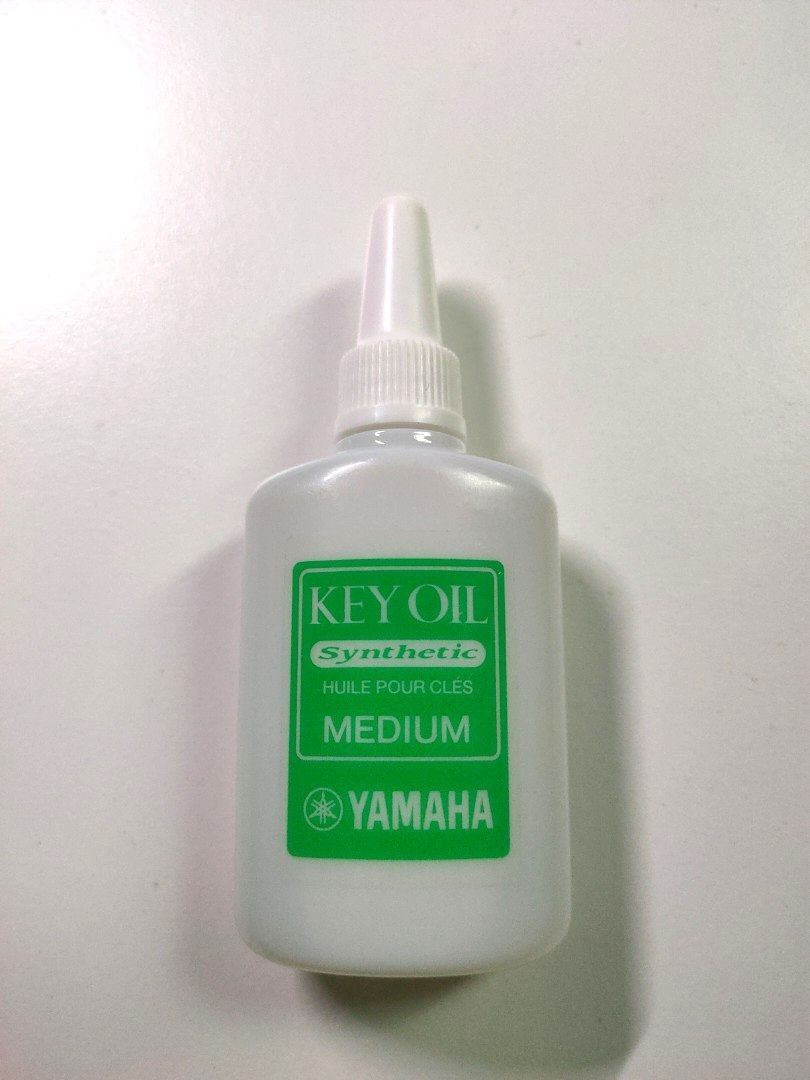 KEY OIL
Synthetic
HUILE POUR CLÉS
MEDIUM
YAMAHA